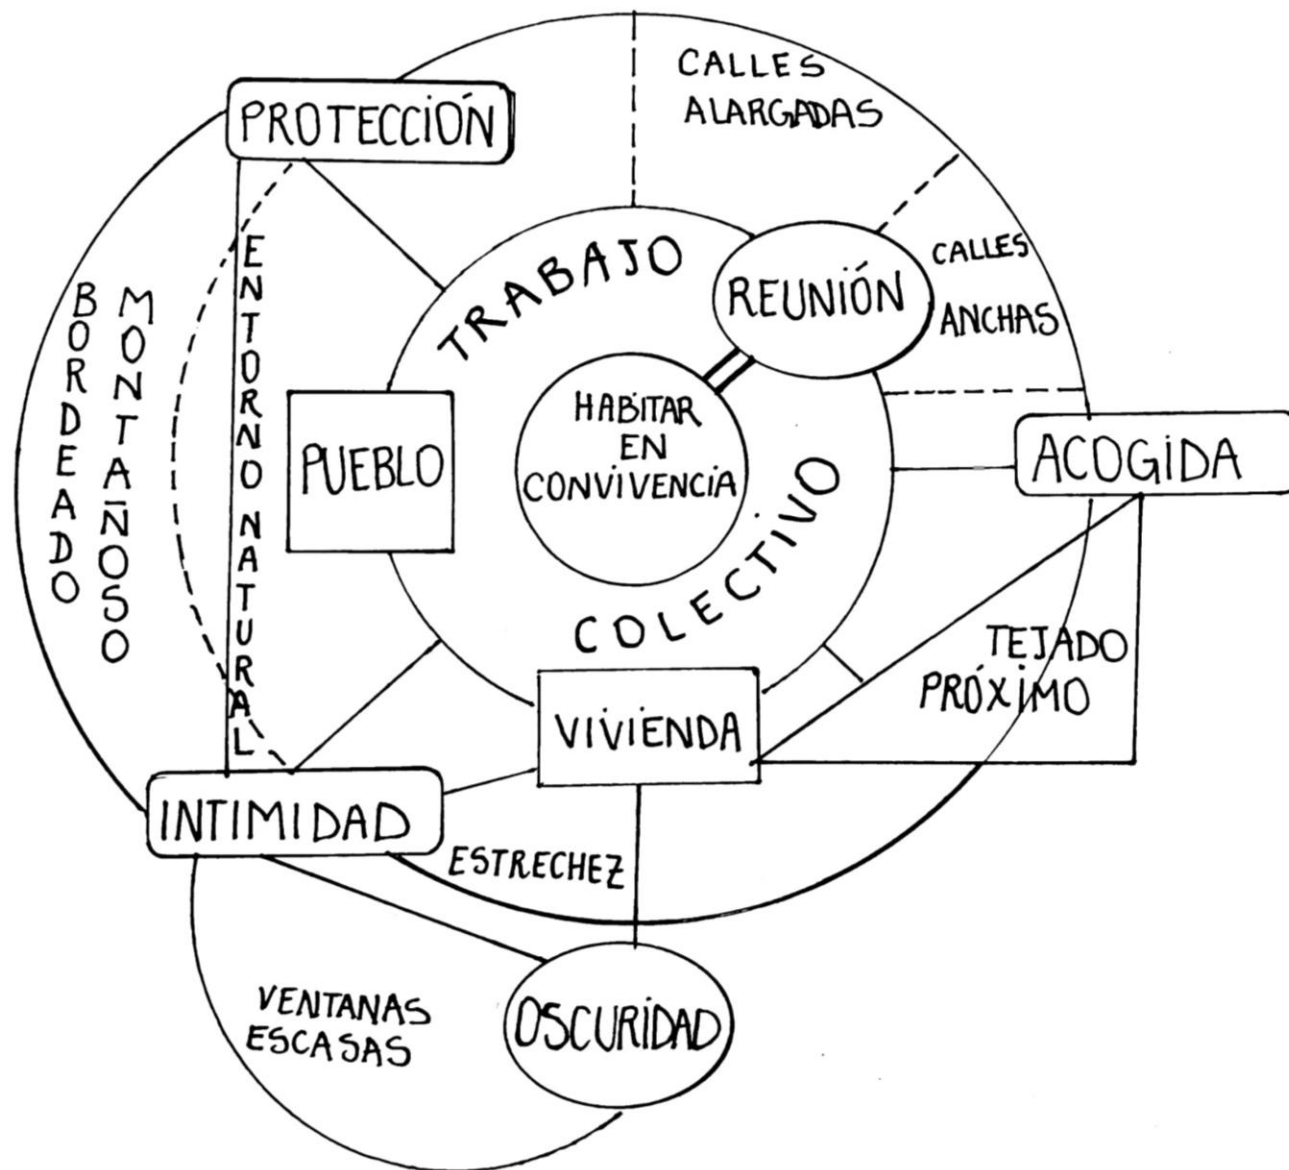 CALLES
ALARGADAS
PROTECCIÓN
CALLES
ANCHAS
REUNIÓN
TRABAJO
COLECTIVO
BORDEADO
MONTAÑOSO
ENTORNO NATURAL
PUEBLO
HABITAR
EN
CONVIVENCIA
ACOGIDA
TEJADO
PRÓXIMO
VIVIENDA
INTIMIDAD
ESTRECHEZ
VENTANAS
ESCASAS
OSCURIDAD